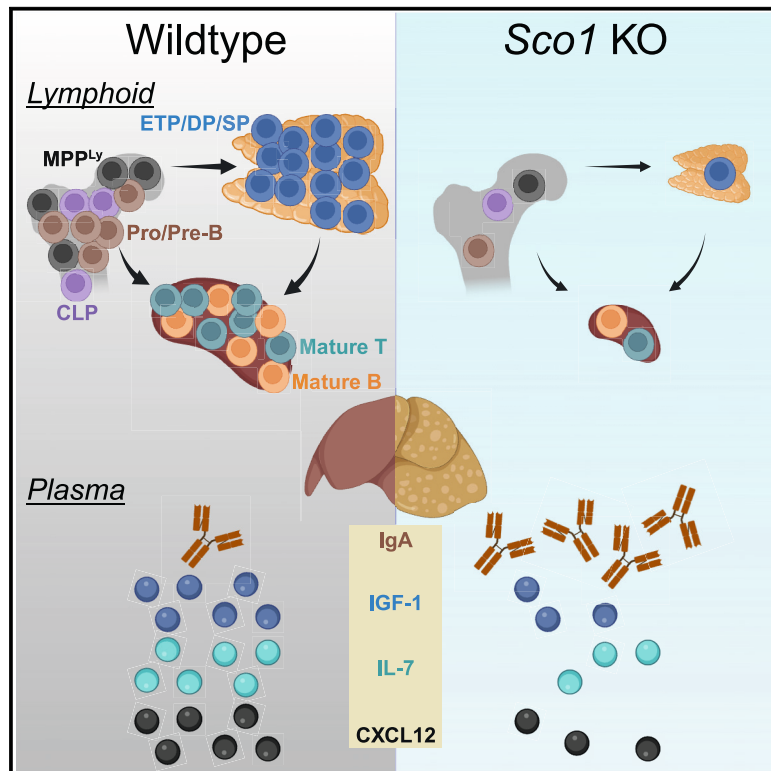 Wildtype
Sco1 KO
Lymphoid
ETP/DP/SP
MPPLy
Pro/Pre-B
CLP
Mature T
Mature B
Plasma
IgA
IGF-1
IL-7
CXCL12